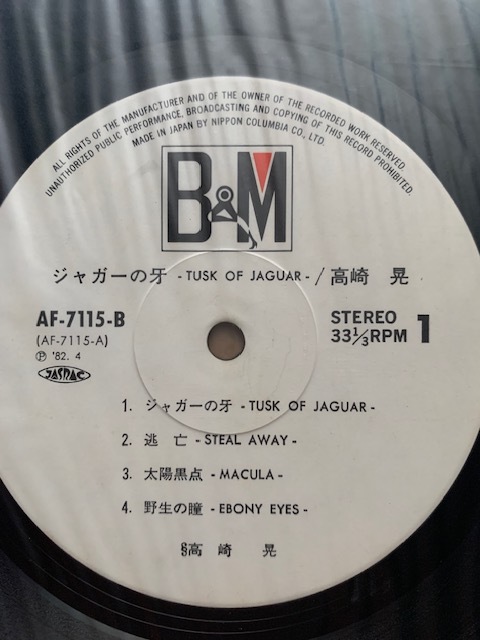 ALL RIGHTS OF THE MANUFACTURER AND OF THE OWNER OF THE RECORDED WORK RESERVED
UNAUTHORIZED PUBLIC PERFORMANCE, BROADCASTING AND COPYING OF THIS RECORD PROHIBITED.
MADE IN JAPAN BY NIPPON COLUMBIA CO., LTD.
B&M
ジャガーの牙 - TUSK OF JAGUAR - / 高崎 晃
AF-7115-B
(AF-7115-A)
℗ '82. 4
JASRAC
STEREO
33⅓RPM 1
1. ジャガーの牙 - TUSK OF JAGUAR -
2. 逃 亡 - STEAL AWAY -
3. 太陽黒点 - MACULA -
4. 野生の瞳 - EBONY EYES -
§高 崎 晃